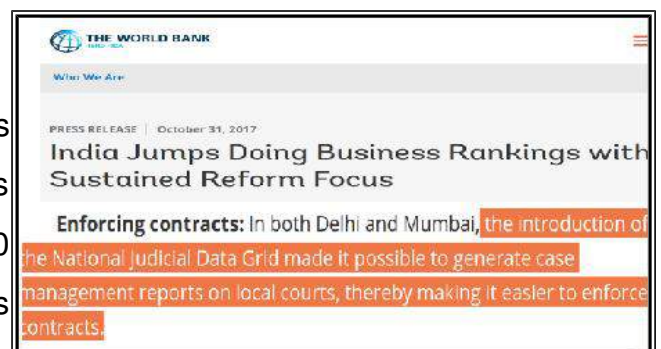 THE WORLD BANK
Who We Are
PRESS RELEASE | October 31, 2017
s
India Jumps Doing Business Rankings with
Sustained Reform Focus
s
Enforcing contracts: In both Delhi and Mumbai, the introduction of
0
the National Judicial Data Grid made it possible to generate case
management reports on local courts, thereby making it easier to enforce
s
contracts.